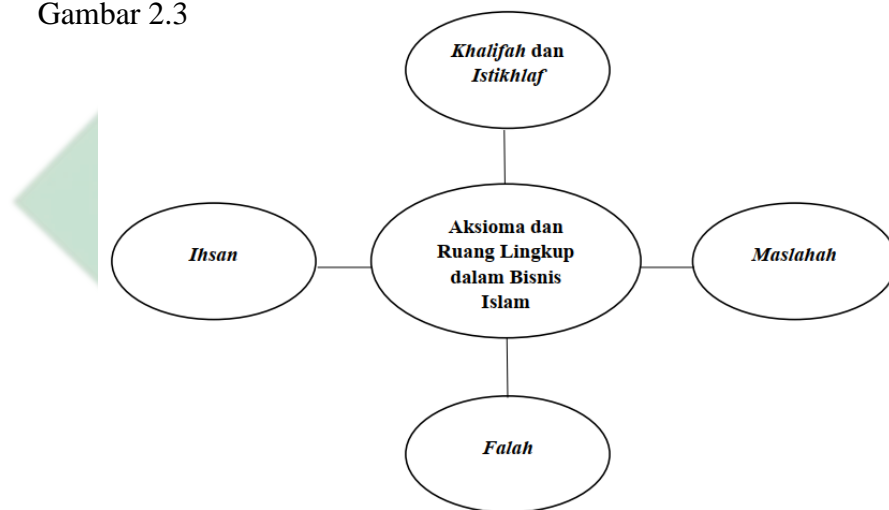 Gambar 2.3
Khalifah dan
Istikhlaf
Ihsan
Aksioma dan
Ruang Lingkup
dalam Bisnis
Islam
Maslahah
Falah